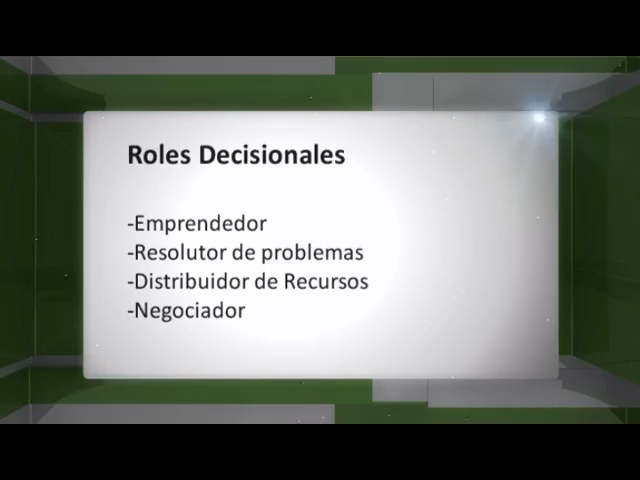 Roles Decisionales
-Emprendedor
-Resolutor de problemas
-Distribuidor de Recursos
-Negociador